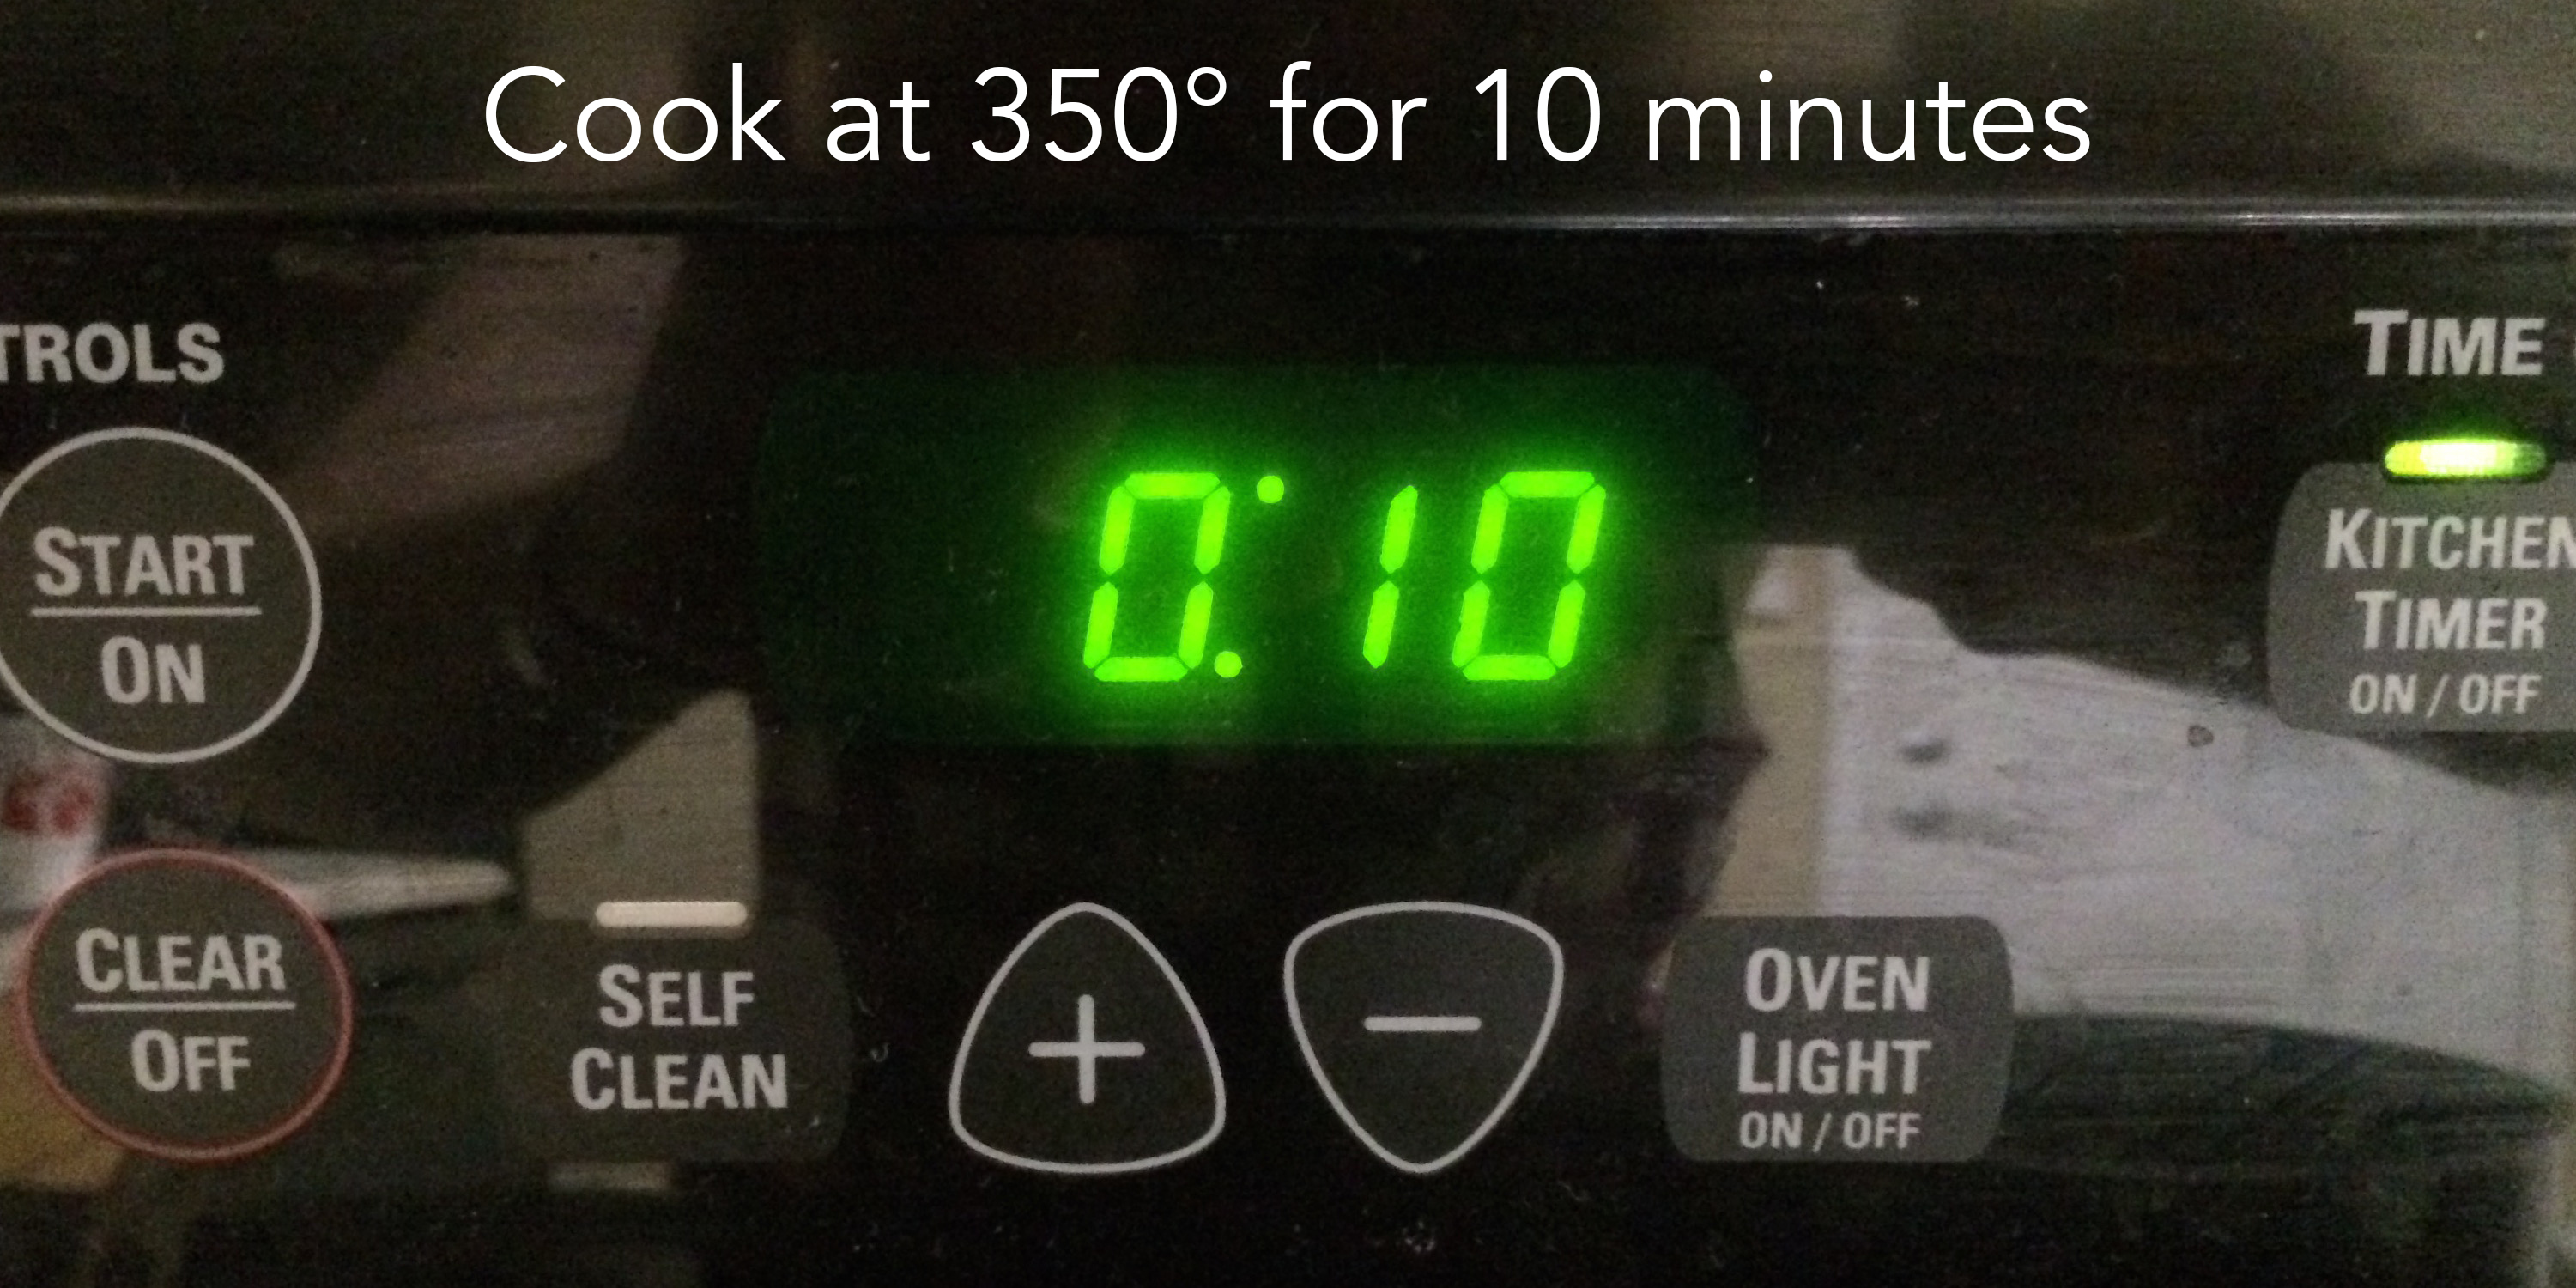 Cook at 350° for 10 minutes
TROLS
TIME
0:10
START
ON
KITCHEN
TIMER
ON / OFF
CLEAR
OFF
SELF
CLEAN
+
−
OVEN
LIGHT
ON / OFF